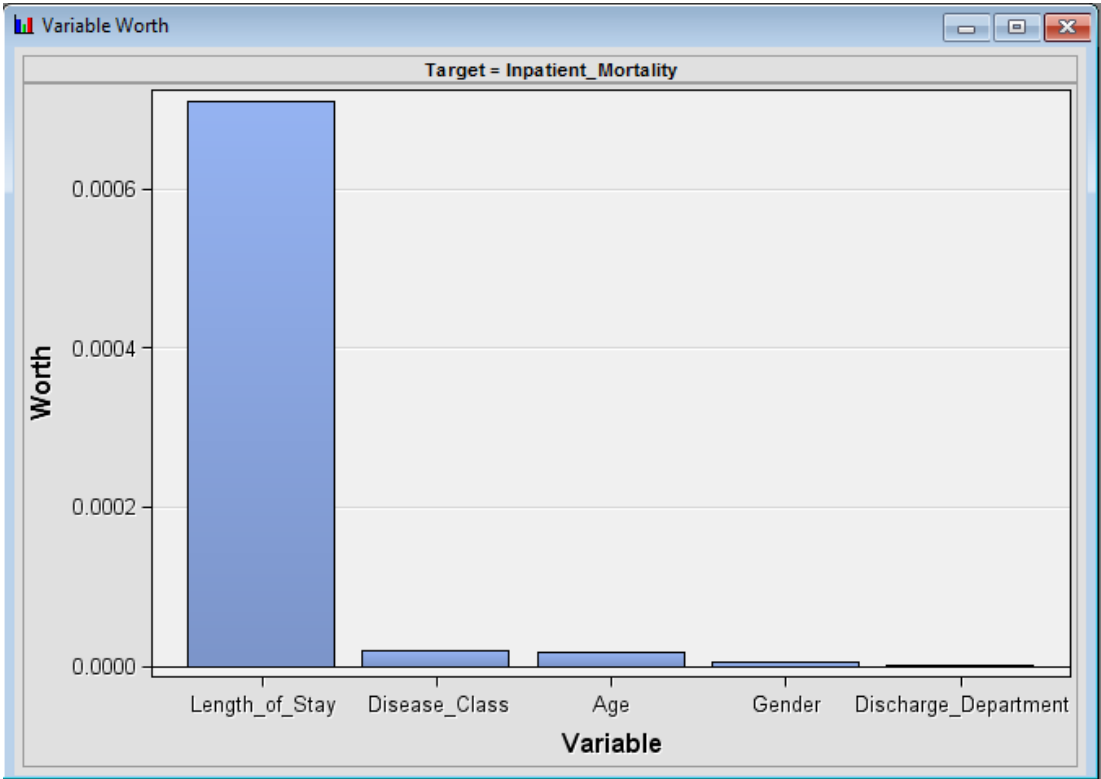 Variable Worth
Target = Inpatient_Mortality
Worth
0.0006
0.0004
0.0002
0.0000
Length_of_Stay Disease_Class Age Gender Discharge_Department
Variable